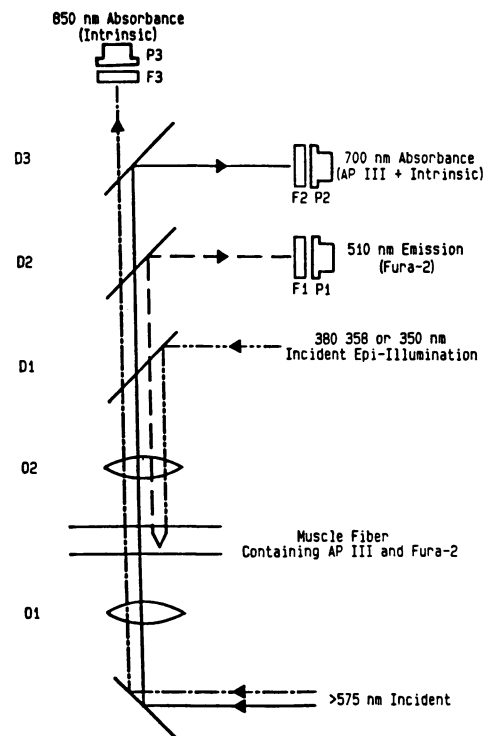 850 nm Absorbance
(Intrinsic)
P3
F3
D3
700 nm Absorbance
(AP III + Intrinsic)
F2 P2
D2
510 nm Emission
(Fura-2)
F1 P1
380 358 or 350 nm
Incident Epi-Illumination
D1
O2
Muscle Fiber
Containing AP III and Fura-2
O1
>575 nm Incident